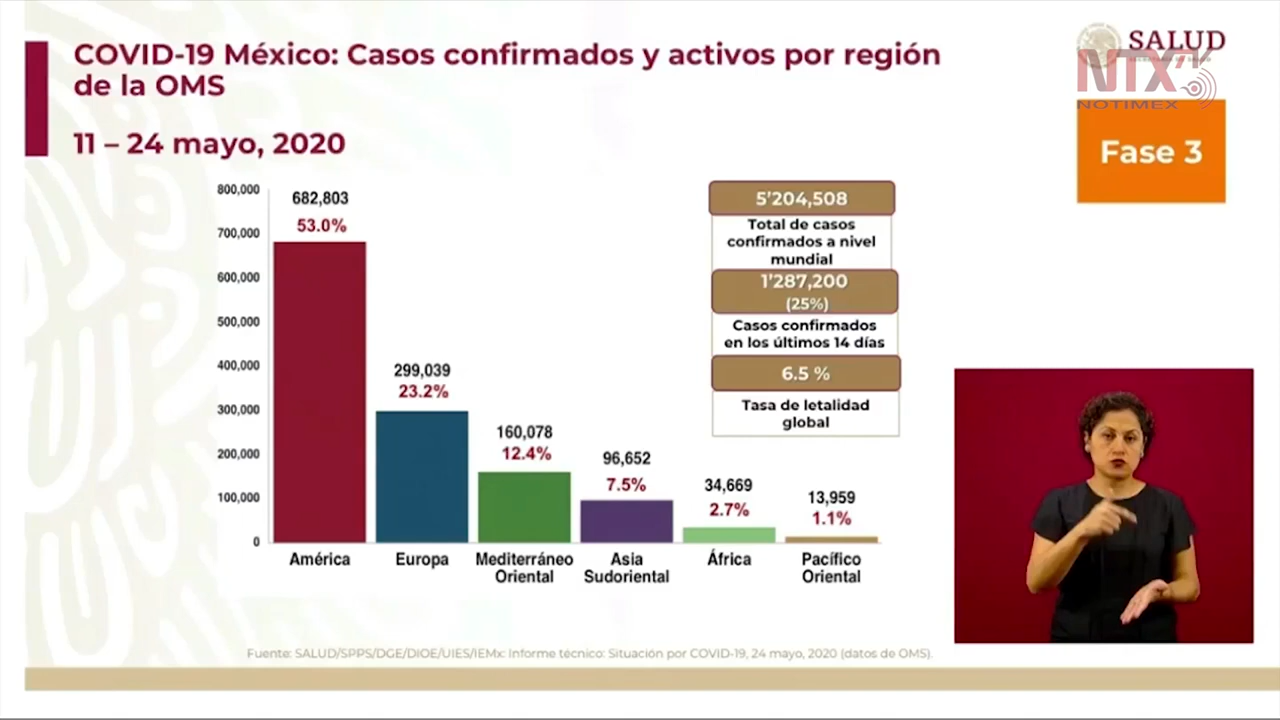 COVID-19 México: Casos confirmados y activos por región
de la OMS
11 – 24 mayo, 2020
SALUD
SECRETARÍA DE SALUD
NTX
NOTIMEX
Fase 3
800,000
700,000
600,000
500,000
400,000
300,000
200,000
100,000
0
682,803
53.0%
299,039
23.2%
160,078
12.4%
96,652
7.5%
34,669
2.7%
13,959
1.1%
América
Europa
Mediterráneo
Oriental
Asia
Sudoriental
África
Pacífico
Oriental
5’204,508
Total de casos
confirmados a nivel
mundial
1’287,200
(25%)
Casos confirmados
en los últimos 14 días
6.5 %
Tasa de letalidad
global
Fuente: SALUD/SPPS/DGE/DIOE/UIES/IEMx: Informe técnico: Situación por COVID-19, 24 mayo, 2020 (datos de OMS).